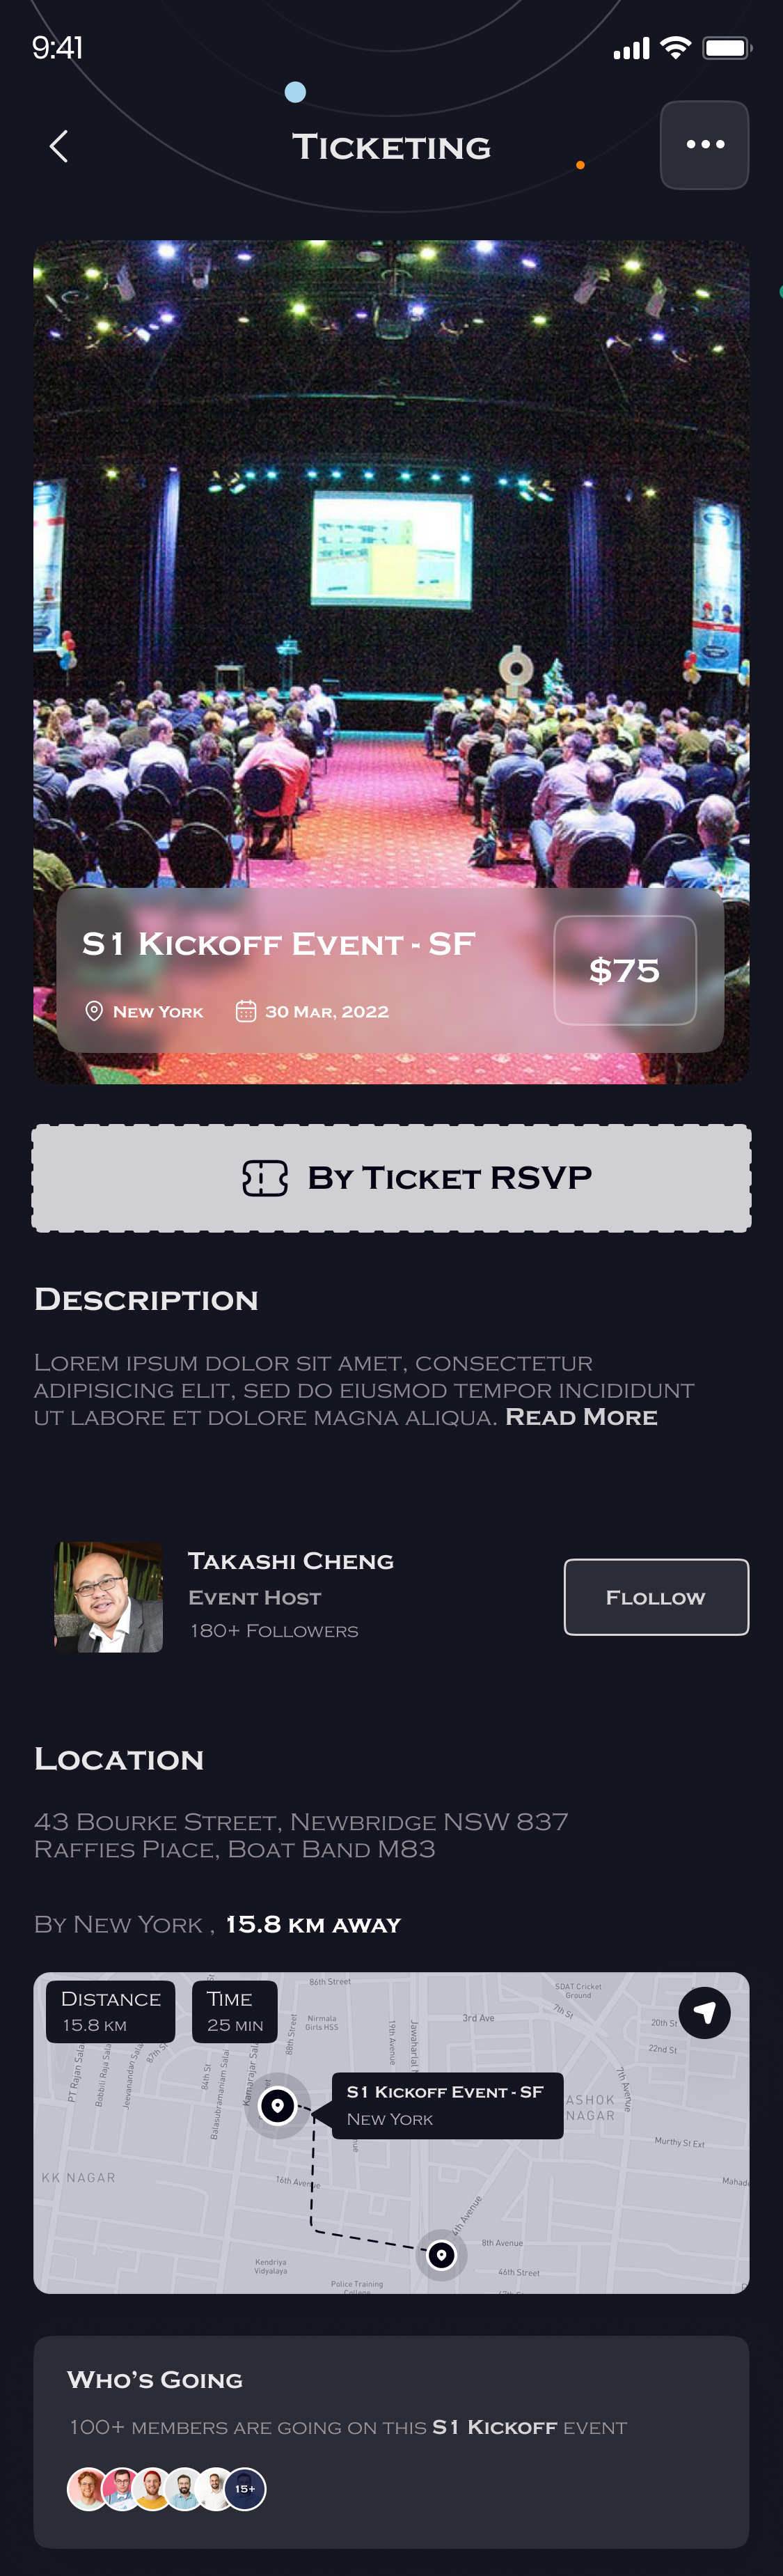 9:41
Ticketing
S1 Kickoff Event - SF
$75
New York
30 Mar, 2022
By Ticket RSVP
Description
Lorem ipsum dolor sit amet, consectetur
adipisicing elit, sed do eiusmod tempor incididunt
ut labore et dolore magna aliqua. Read More
Takashi Cheng
Event Host
180+ Followers
Flollow
Location
43 Bourke Street, Newbridge NSW 837
Raffies Piace, Boat Band M83
By New York , 15.8 km away
Distance
15.8 km
Time
25 min
86th Street
SDAT Cricket
Ground
3rd Ave
7th St
20th St
22nd St
Nirmala
Girls HSS
88th Street
19th Avenue
Jawaharlal
PT Rajan Salai
Bobbili Raja Salai
Jeevandan Salai
87th St
84th St
Balasubramaniam Salai
Kamarajar Salai
7th Avenue
S1 Kickoff Event - SF
New York
ASHOK
NAGAR
Murthy St Ext
KK NAGAR
16th Avenue
4th Avenue
8th Avenue
46th Street
Kendriya
Vidyalaya
Police Training
College
Who's Going
100+ members are going on this S1 Kickoff event
15+